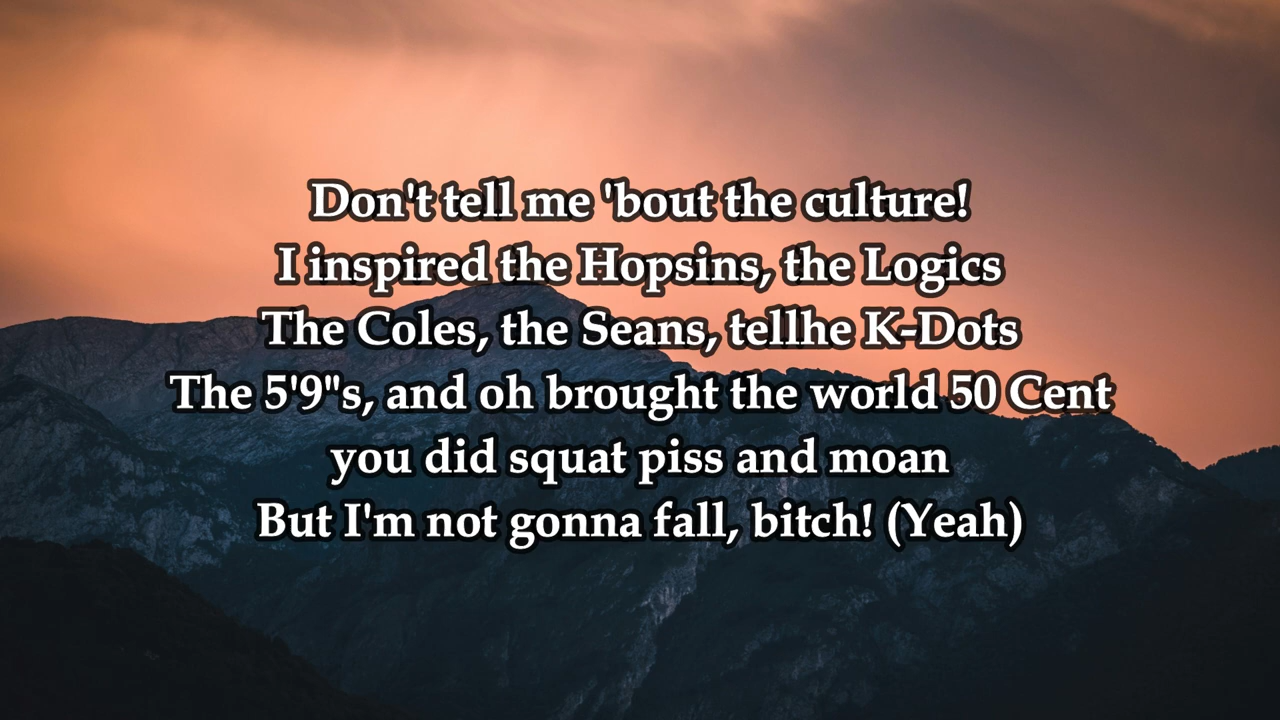 Don't tell me 'bout the culture!
I inspired the Hopsins, the Logics
The Coles, the Seans, tellhe K-Dots
The 5'9"s, and oh brought the world 50 Cent
you did squat piss and moan
But I'm not gonna fall, bitch! (Yeah)